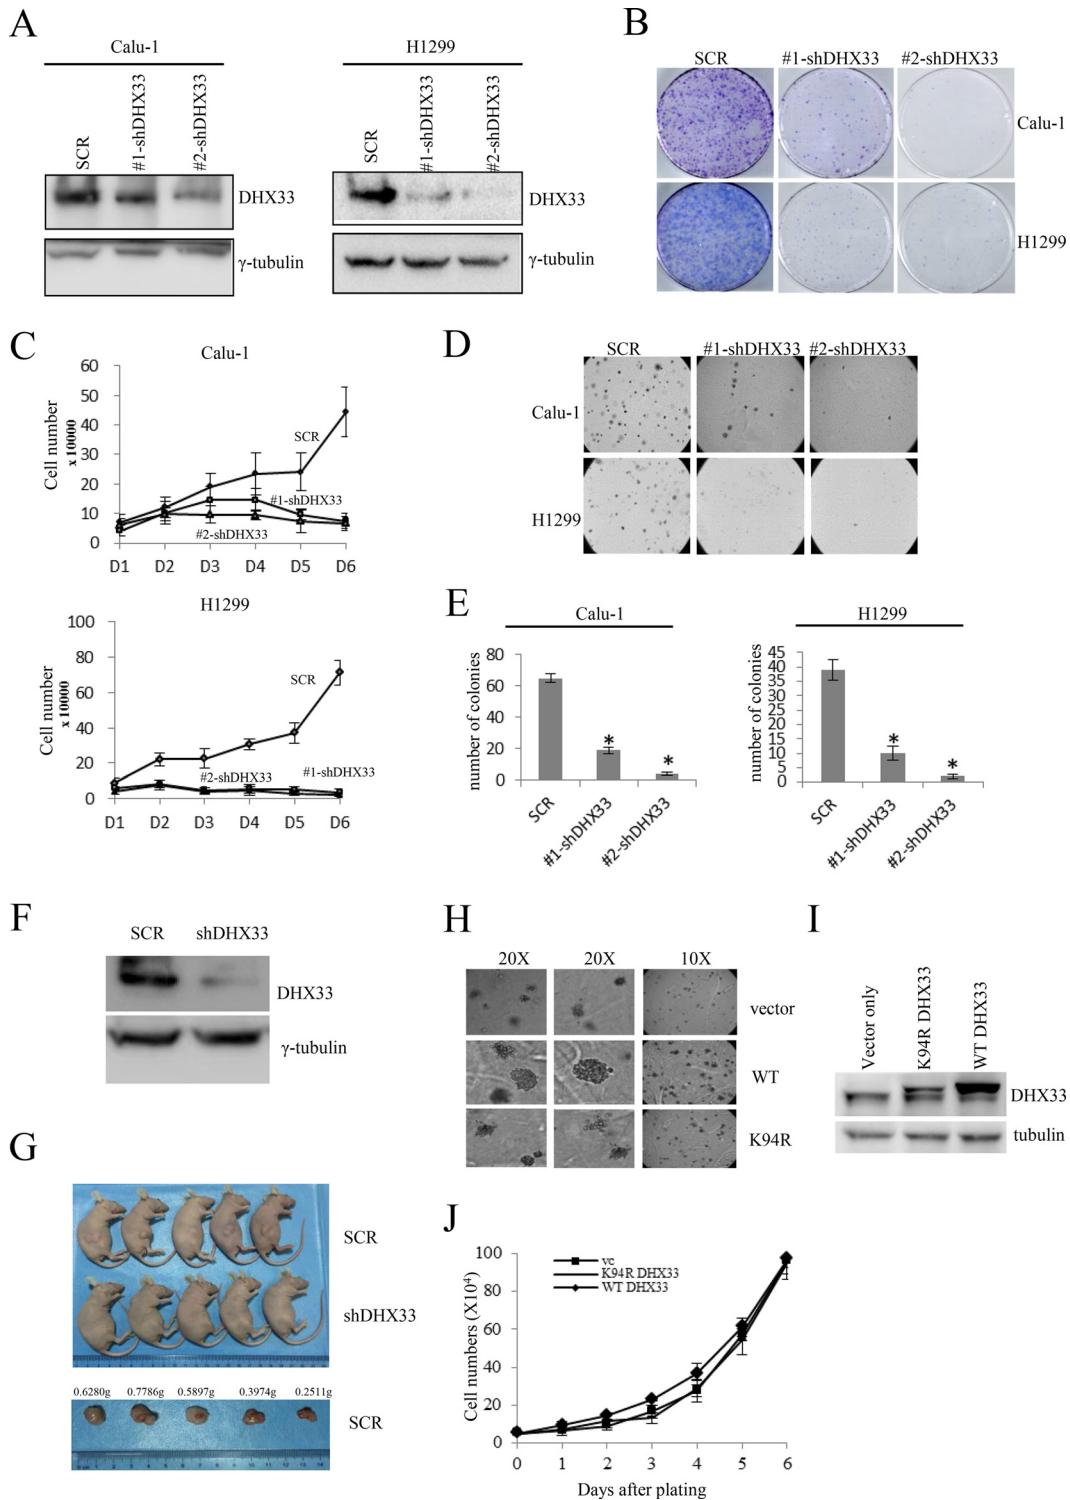 A
Calu-1
H1299
SCR
#1-shDHX33
#2-shDHX33
SCR
#1-shDHX33
#2-shDHX33
DHX33
DHX33
γ-tubulin
γ-tubulin
B
SCR
#1-shDHX33
#2-shDHX33
Calu-1
H1299
C
Calu-1
Cell number
x 10000
60
50
40
30
20
10
0
SCR
#1-shDHX33
#2-shDHX33
D1 D2 D3 D4 D5 D6
H1299
Cell number
x 10000
100
80
60
40
20
0
SCR
#2-shDHX33
#1-shDHX33
D1 D2 D3 D4 D5 D6
D
SCR
#1-shDHX33
#2-shDHX33
Calu-1
H1299
E
Calu-1
number of colonies
80
60
40
20
0
*
*
SCR
#1-shDHX33
#2-shDHX33
H1299
number of colonies
45
40
35
30
25
20
15
10
5
0
*
*
SCR
#1-shDHX33
#2-shDHX33
F
SCR
shDHX33
DHX33
γ-tubulin
G
SCR
shDHX33
0.6280g 0.7786g 0.5897g 0.3974g 0.2511g
SCR
H
20X 20X 10X
vector
WT
K94R
I
Vector only
K94R DHX33
WT DHX33
DHX33
tubulin
J
Cell numbers (X10⁴)
100
80
60
40
20
0
vc
K94R DHX33
WT DHX33
0 1 2 3 4 5 6
Days after plating